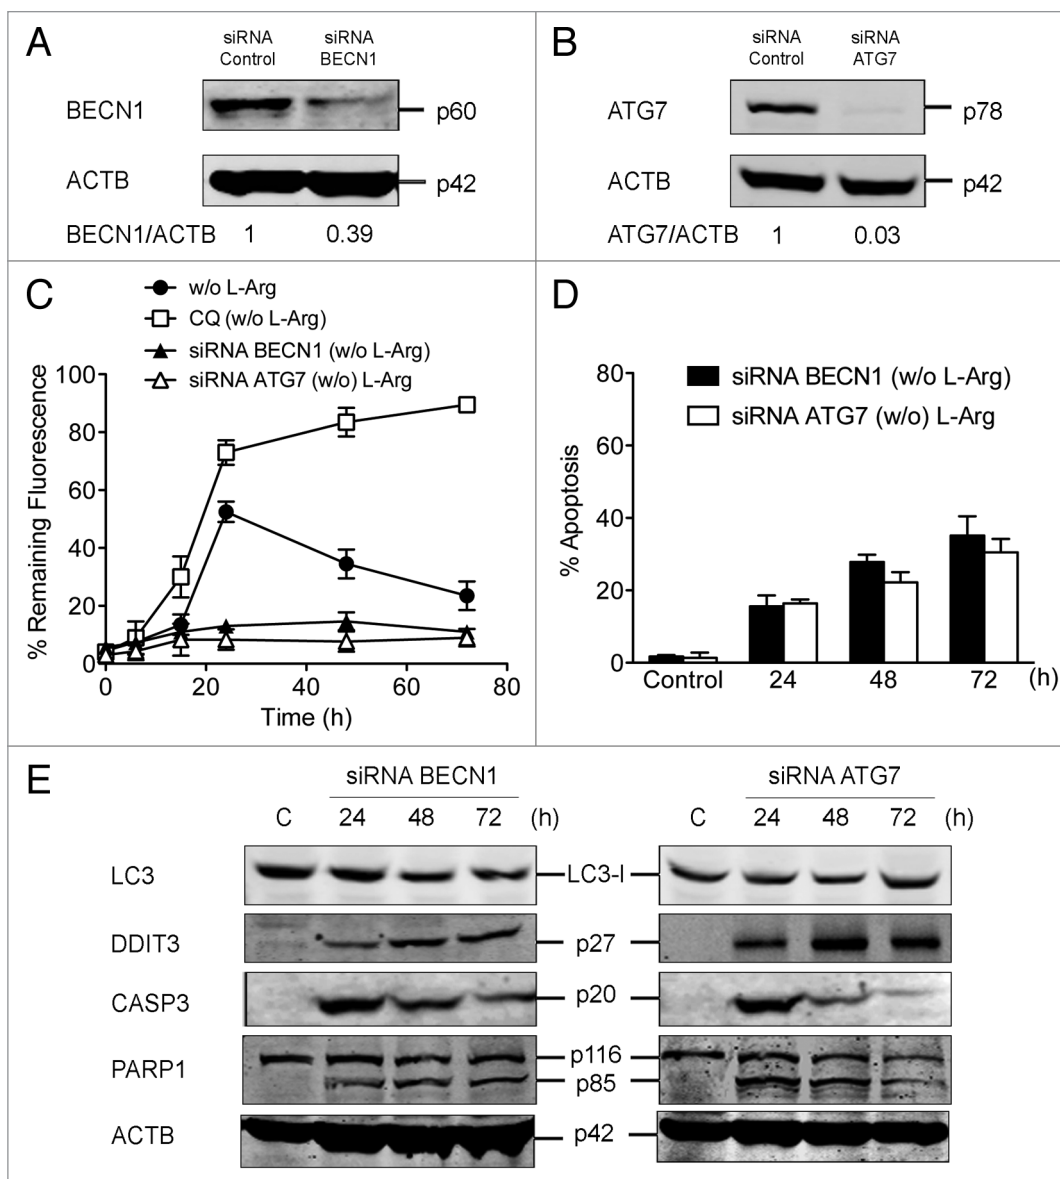 A
siRNA Control
siRNA BECN1
BECN1
p60
ACTB
p42
BECN1/ACTB 1 0.39
B
siRNA Control
siRNA ATG7
ATG7
p78
ACTB
p42
ATG7/ACTB 1 0.03
C
w/o L-Arg
CQ (w/o L-Arg)
siRNA BECN1 (w/o L-Arg)
siRNA ATG7 (w/o) L-Arg
% Remaining Fluorescence
100
80
60
40
20
0
0 20 40 60 80
Time (h)
D
siRNA BECN1 (w/o L-Arg)
siRNA ATG7 (w/o) L-Arg
% Apoptosis
80
60
40
20
0
Control 24 48 72 (h)
E
siRNA BECN1
siRNA ATG7
C 24 48 72 (h)
C 24 48 72 (h)
LC3
LC3-I
DDIT3
p27
CASP3
p20
PARP1
p116
p85
ACTB
p42